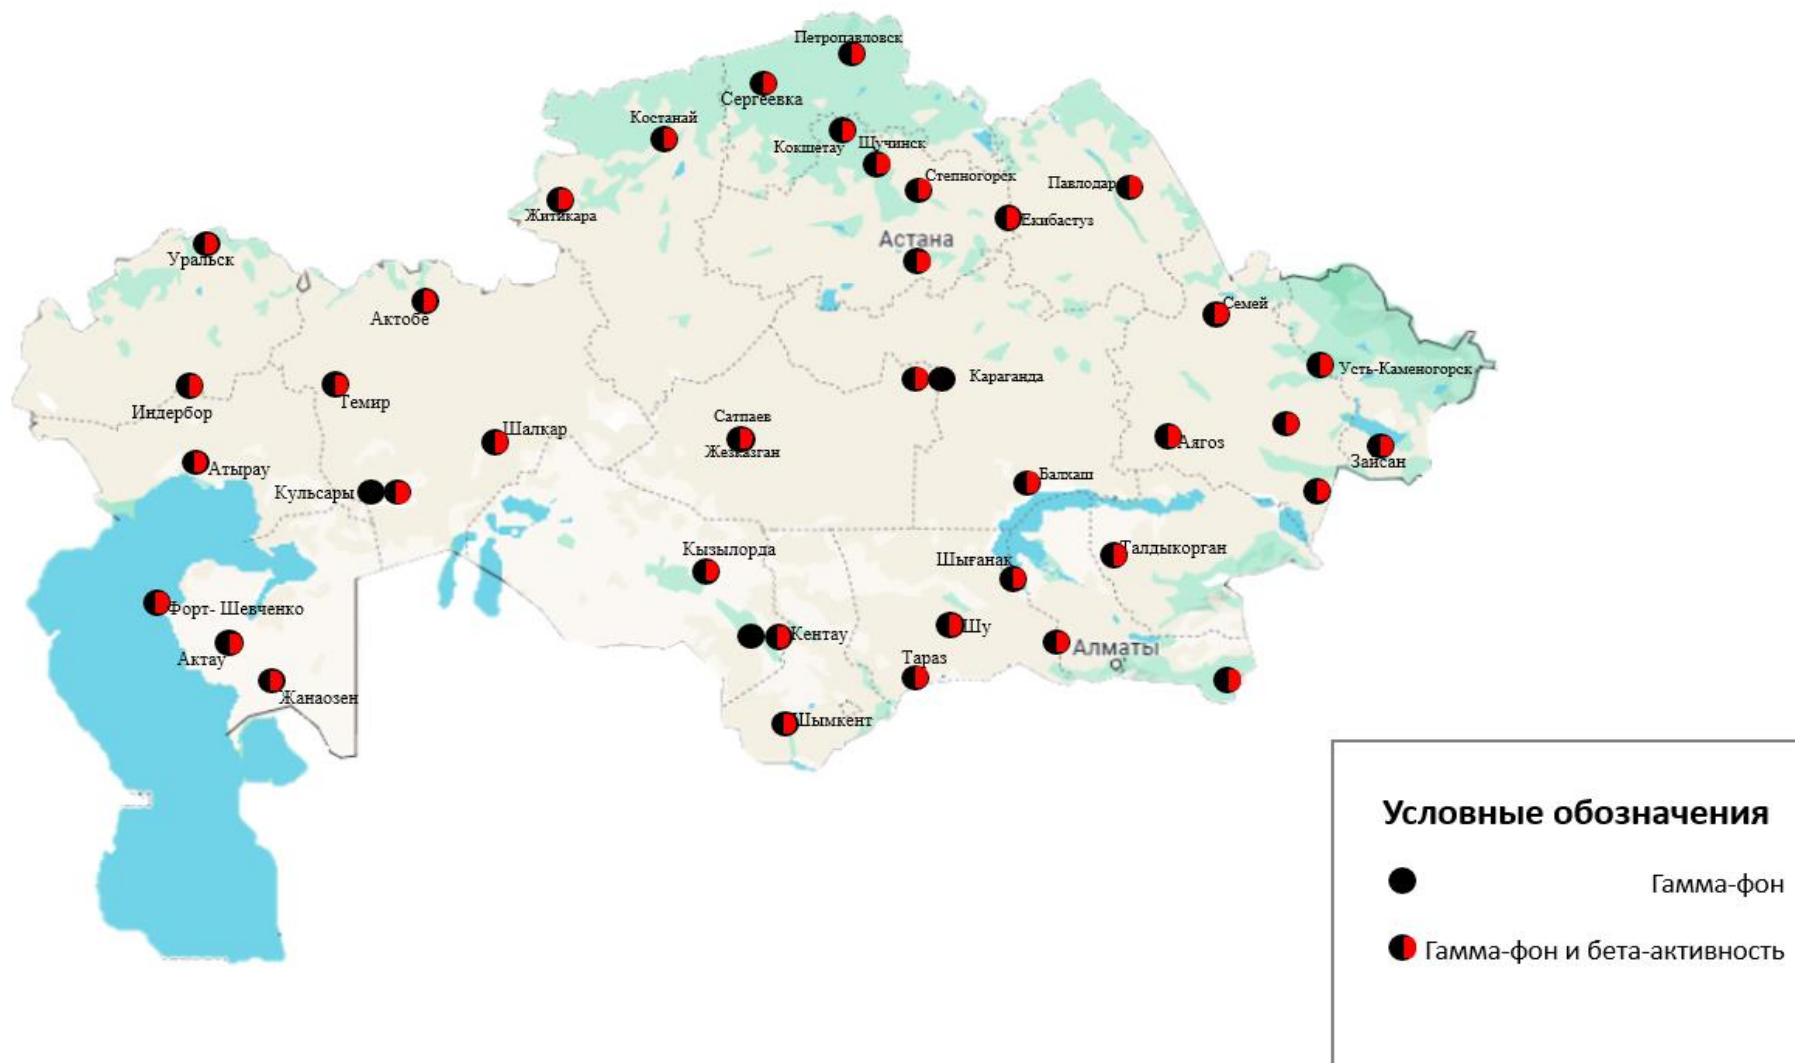 Петропавловск
Сергеевка
Костанай
Кокшетау
Щучинск
Степногорск
Павлодар
Житикара
Екибастуз
Астана
Уральск
Актобе
Семей
Усть-Каменогорск
Караганда
Темир
Индербор
Сатпаев
Жезказган
Шалкар
Аягоз
Заисан
Атырау
Балхаш
Кульсары
Кызылорда
Талдыкорган
Шыганак
Форт- Шевченко
Кентау
Шу
Алматы
Актау
Тараз
Жанаозен
Шымкент
Условные обозначения
Гамма-фон
Гамма-фон и бета-активность